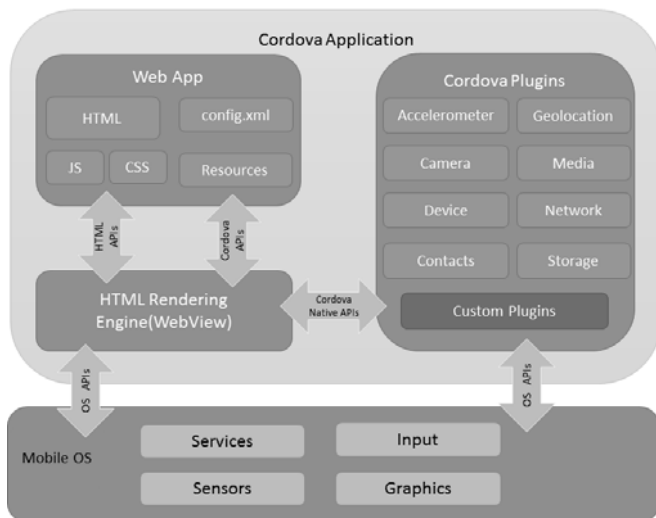 Cordova Application
Web App
HTML
config.xml
JS
CSS
Resources
HTML
APIs
Cordova
APIs
HTML Rendering
Engine(WebView)
Cordova
Native APIs
Cordova Plugins
Accelerometer
Geolocation
Camera
Media
Device
Network
Contacts
Storage
Custom Plugins
OS APIs
OS APIs
Mobile OS
Services
Input
Sensors
Graphics